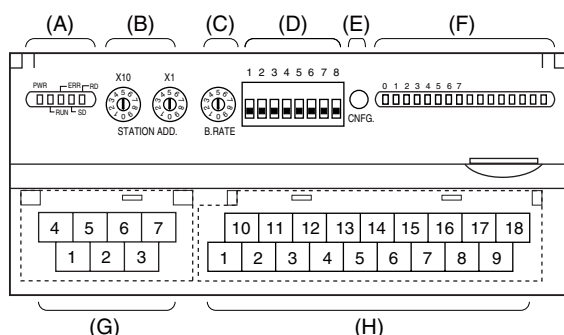 (A) (B) (C) (D) (E) (F)
X10 X1 1 2 3 4 5 6 7 8
PWR ERR RD 0 1 2 3 4 5 6 7
RUN SD
STATION ADD. B.RATE CNFG.
4 5 6 7 10 11 12 13 14 15 16 17 18
1 2 3 1 2 3 4 5 6 7 8 9
(G) (H)